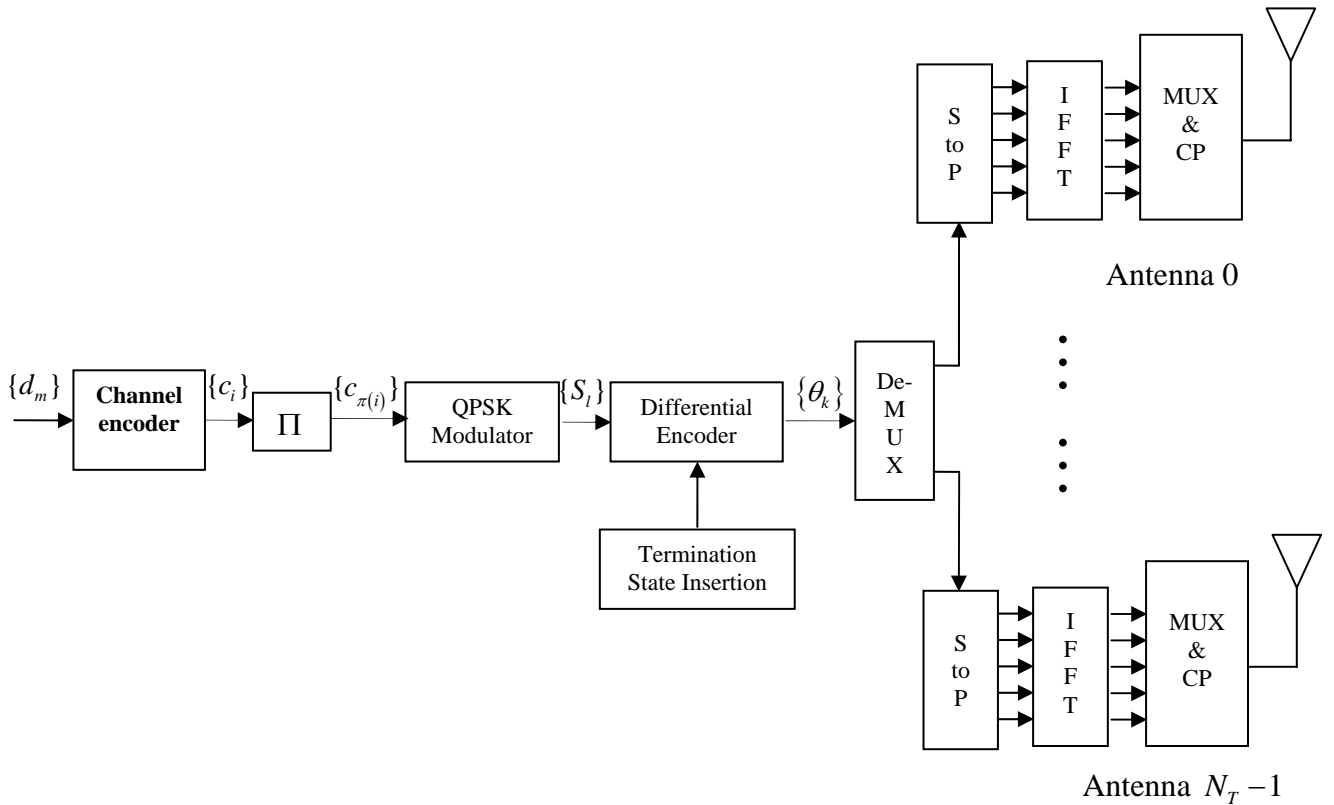 S
to
P
I
F
F
T
MUX
&
CP
Antenna 0
{d_m}
Channel
encoder
{c_i}
Π
{c_{π(i)}}
QPSK
Modulator
{S_l}
Differential
Encoder
{θ_k}
De-
M
U
X
Termination
State Insertion
S
to
P
I
F
F
T
MUX
&
CP
Antenna N_T −1